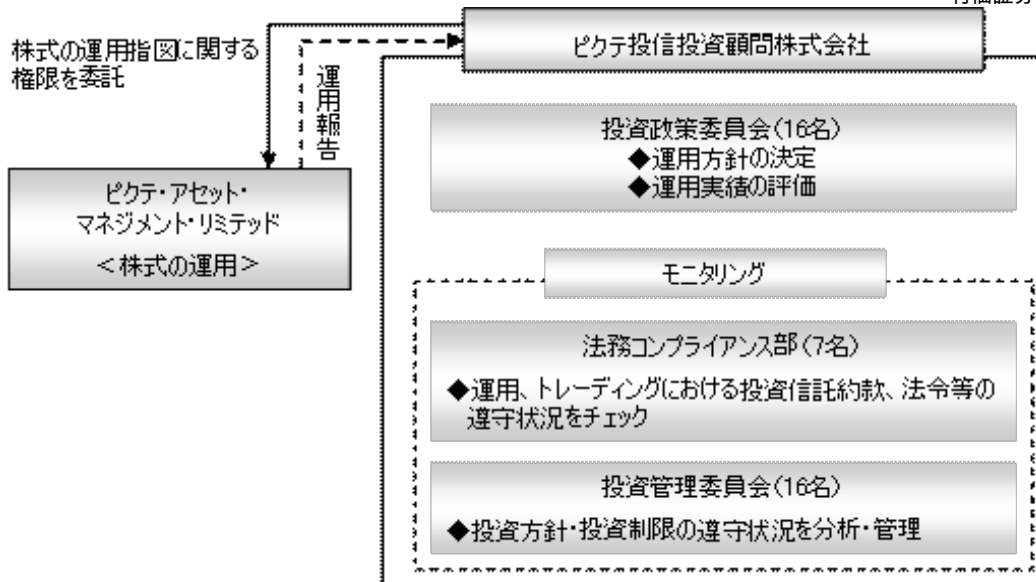 株式の運用指図に関する
権限を委託
運用報告
ピクテ投信投資顧問株式会社
ピクテ・アセット・
マネジメント・リミテッド
＜株式の運用＞
投資政策委員会（16名）
◆運用方針の決定
◆運用実績の評価
モニタリング
法務コンプライアンス部（7名）
◆運用、トレーディングにおける投資信託約款、法令等の
遵守状況をチェック
投資管理委員会（16名）
◆投資方針・投資制限の遵守状況を分析・管理